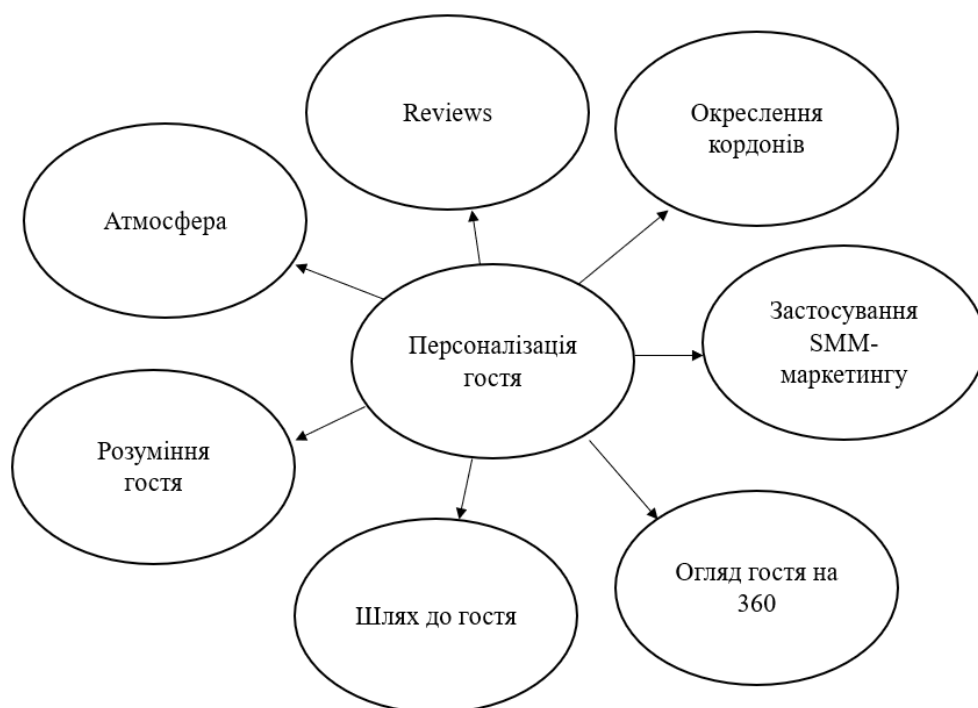 Reviews
Окреслення
кордонів
Атмосфера
Застосування
SMM-
маркетингу
Персоналізація
гостя
Розуміння
гостя
Огляд гостя на
360
Шлях до гостя